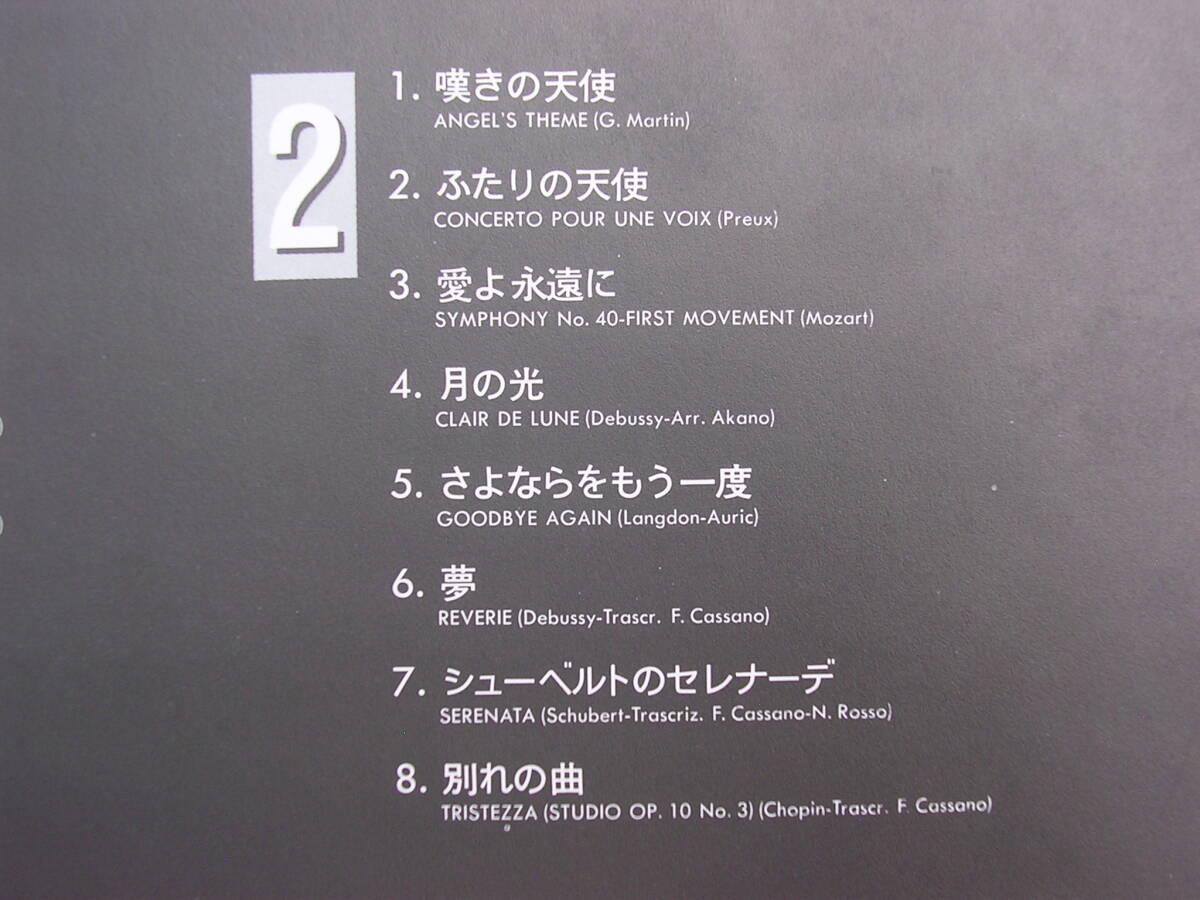 2
1. 嘆きの天使
ANGEL'S THEME (G. Martin)
2. ふたりの天使
CONCERTO POUR UNE VOIX (Preux)
3. 愛よ永遠に
SYMPHONY No. 40-FIRST MOVEMENT (Mozart)
4. 月の光
CLAIR DE LUNE (Debussy-Arr. Akano)
5. さよならをもう一度
GOODBYE AGAIN (Langdon-Auric)
6. 夢
REVERIE (Debussy-Trascr. F. Cassano)
7. シューベルトのセレナーデ
SERENATA (Schubert-Trascriz. F. Cassano-N. Rosso)
8. 別れの曲
TRISTEZZA (STUDIO OP. 10 No. 3) (Chopin-Trascr. F. Cassano)